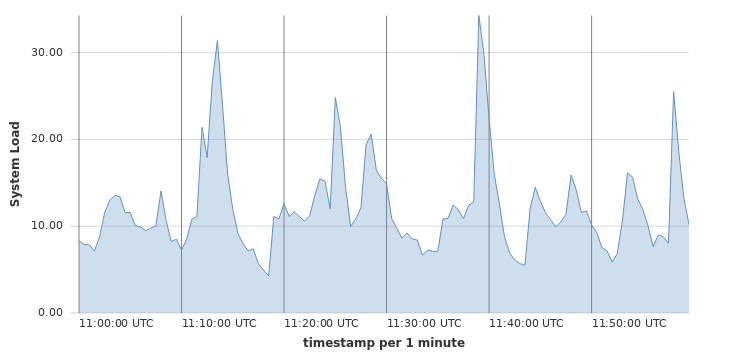 30.00
20.00
10.00
0.00
System Load
11:00:00 UTC 11:10:00 UTC 11:20:00 UTC 11:30:00 UTC 11:40:00 UTC 11:50:00 UTC
timestamp per 1 minute